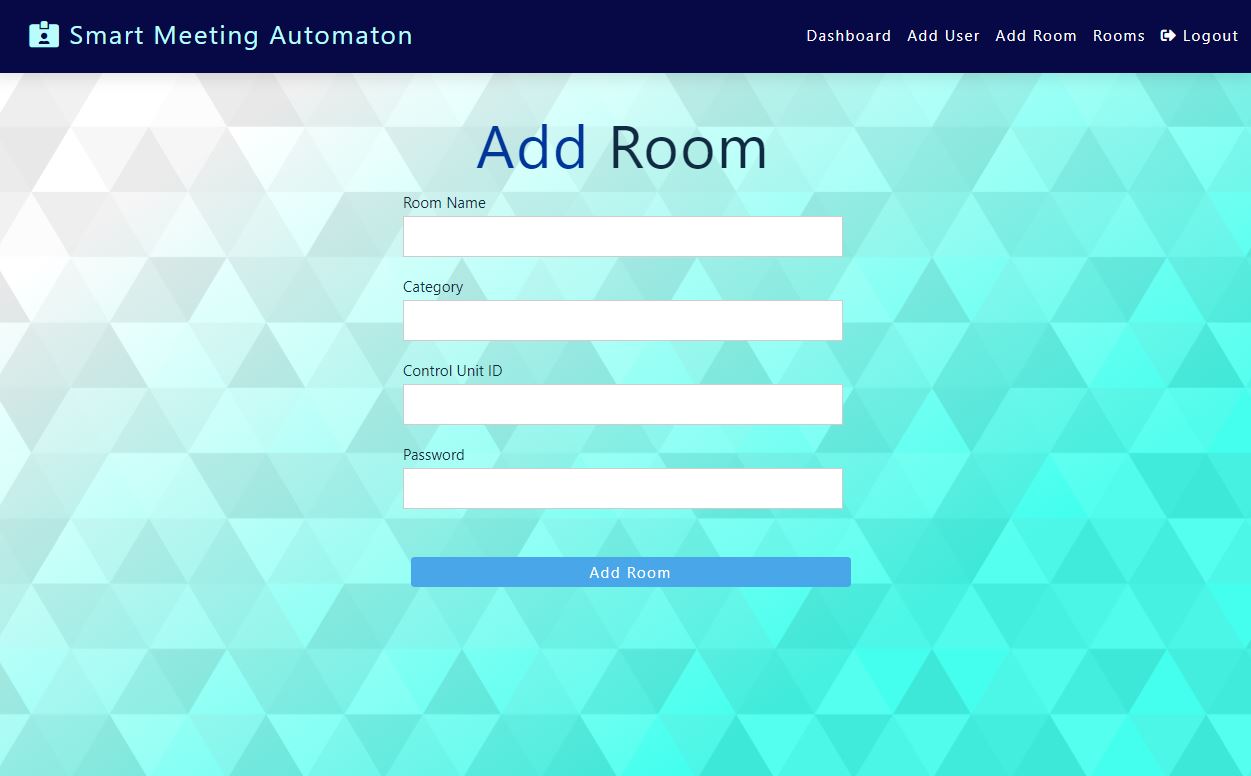 Smart Meeting Automaton
Dashboard Add User Add Room Rooms Logout
Add Room
Room Name
Category
Control Unit ID
Password
Add Room